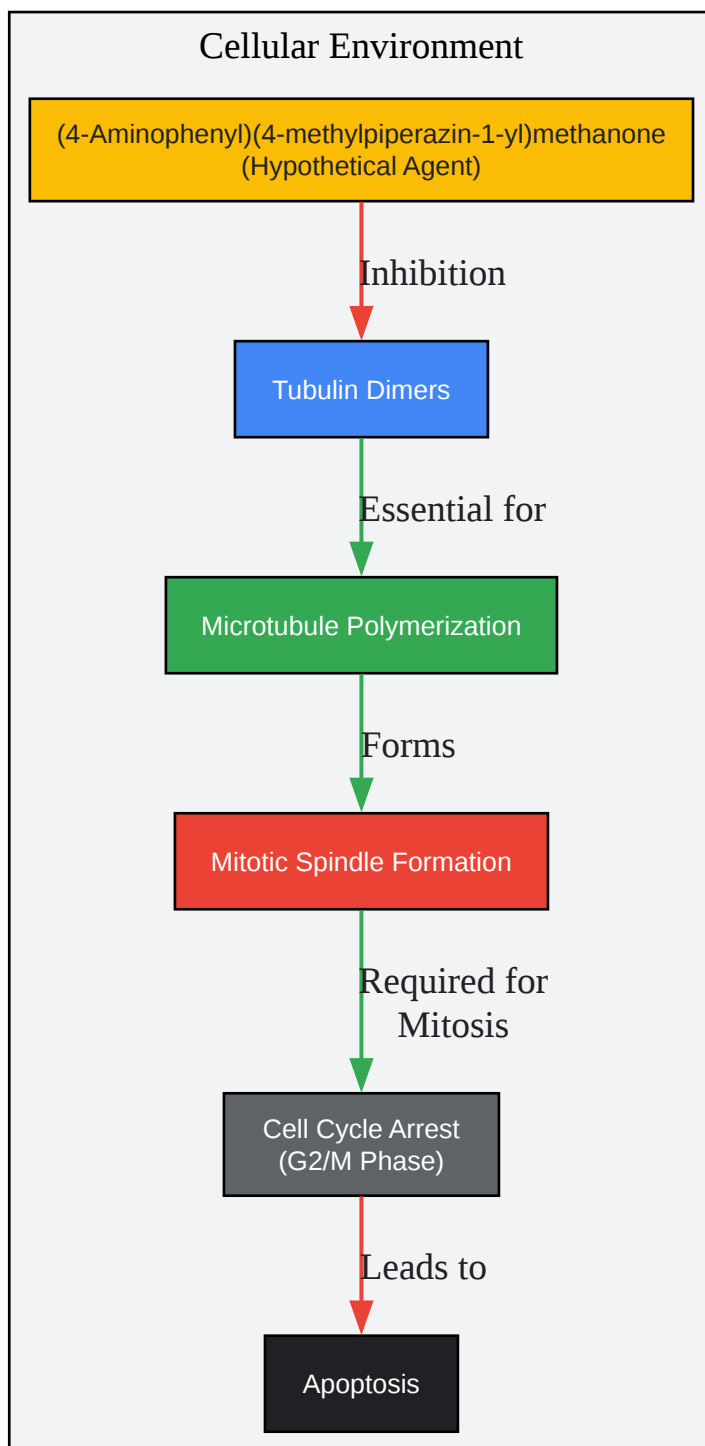 Cellular Environment
(4-Aminophenyl)(4-methylpiperazin-1-yl)methanone
(Hypothetical Agent)
Inhibition
Tubulin Dimers
Essential for
Microtubule Polymerization
Forms
Mitotic Spindle Formation
Required for
Mitosis
Cell Cycle Arrest
(G2/M Phase)
Leads to
Apoptosis